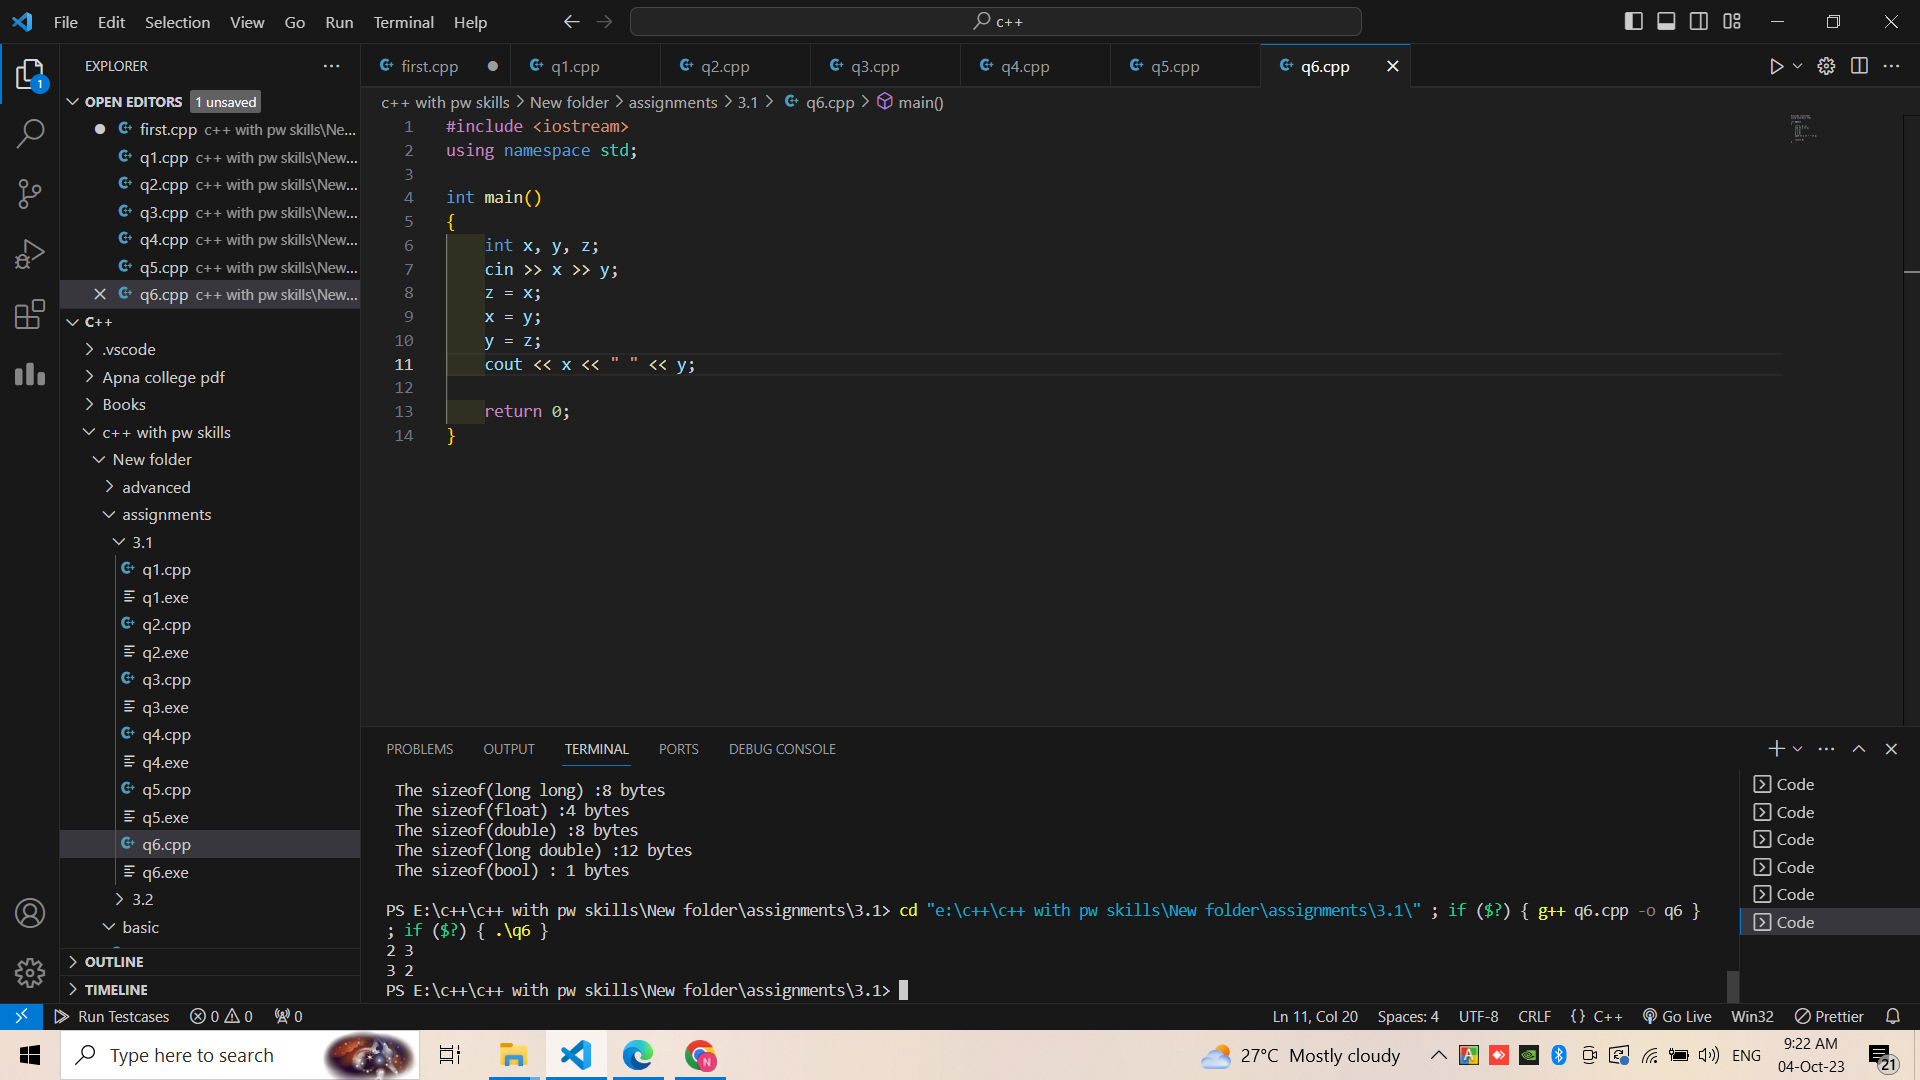 File Edit Selection View Go Run Terminal Help
c++
EXPLORER
OPEN EDITORS 1 unsaved
first.cpp c++ with pw skills\Ne...
q1.cpp c++ with pw skills\New...
q2.cpp c++ with pw skills\New...
q3.cpp c++ with pw skills\New...
q4.cpp c++ with pw skills\New...
q5.cpp c++ with pw skills\New...
q6.cpp c++ with pw skills\New...
C++
.vscode
Apna college pdf
Books
c++ with pw skills
New folder
advanced
assignments
3.1
q1.cpp
q1.exe
q2.cpp
q2.exe
q3.cpp
q3.exe
q4.cpp
q4.exe
q5.cpp
q5.exe
q6.cpp
q6.exe
3.2
basic
OUTLINE
TIMELINE
1
first.cpp q1.cpp q2.cpp q3.cpp q4.cpp q5.cpp q6.cpp
c++ with pw skills > New folder > assignments > 3.1 > q6.cpp > main()
1 #include <iostream>
2 using namespace std;
3
4 int main()
5 {
6 int x, y, z;
7 cin >> x >> y;
8 z = x;
9 x = y;
10 y = z;
11 cout << x << " " << y;
12
13 return 0;
14 }
PROBLEMS OUTPUT TERMINAL PORTS DEBUG CONSOLE
The sizeof(long long) :8 bytes
The sizeof(float) :4 bytes
The sizeof(double) :8 bytes
The sizeof(long double) :12 bytes
The sizeof(bool) : 1 bytes
PS E:\c++\c++ with pw skills\New folder\assignments\3.1> cd "e:\c++\c++ with pw skills\New folder\assignments\3.1\" ; if ($?) { g++ q6.cpp -o q6 }
; if ($?) { .\q6 }
2 3
3 2
PS E:\c++\c++ with pw skills\New folder\assignments\3.1>
Code
Code
Code
Code
Code
Code
Run Testcases 0 0 0
Ln 11, Col 20 Spaces: 4 UTF-8 CRLF {} C++ Go Live Win32 Prettier
Type here to search
N
27°C Mostly cloudy
ENG
9:22 AM
04-Oct-23
21